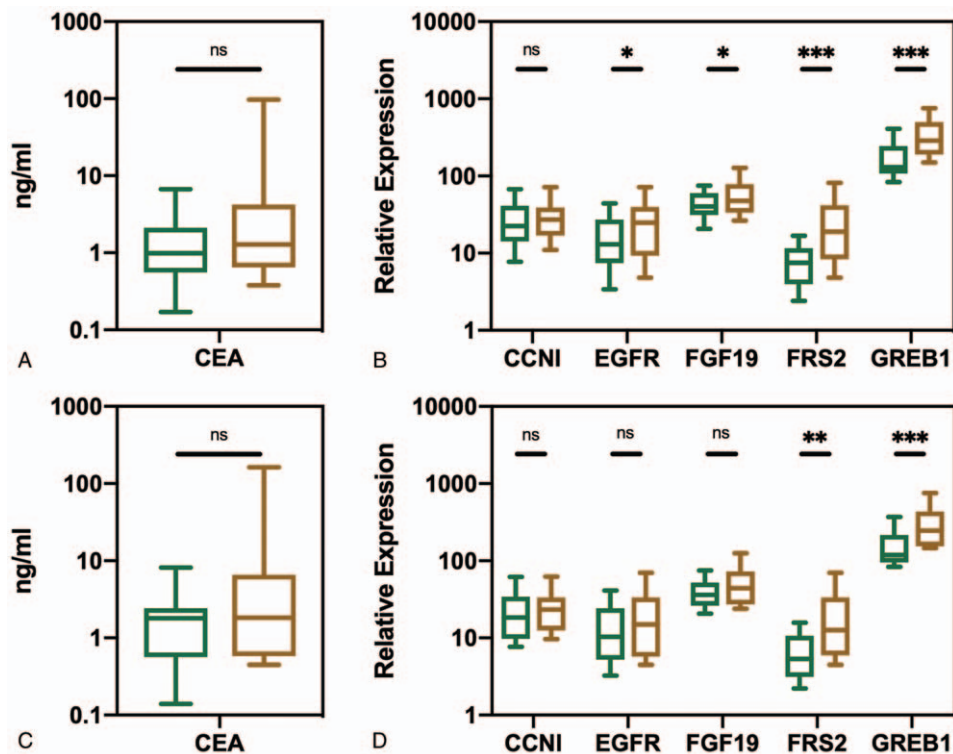 1000
100
10
1
0.1
ng/ml
ns
CEA
A
10000
1000
100
10
1
Relative Expression
ns * * *** ***
CCNI EGFR FGF19 FRS2 GREB1
B
1000
100
10
1
0.1
ng/ml
ns
CEA
C
10000
1000
100
10
1
Relative Expression
ns ns ns ** ***
CCNI EGFR FGF19 FRS2 GREB1
D